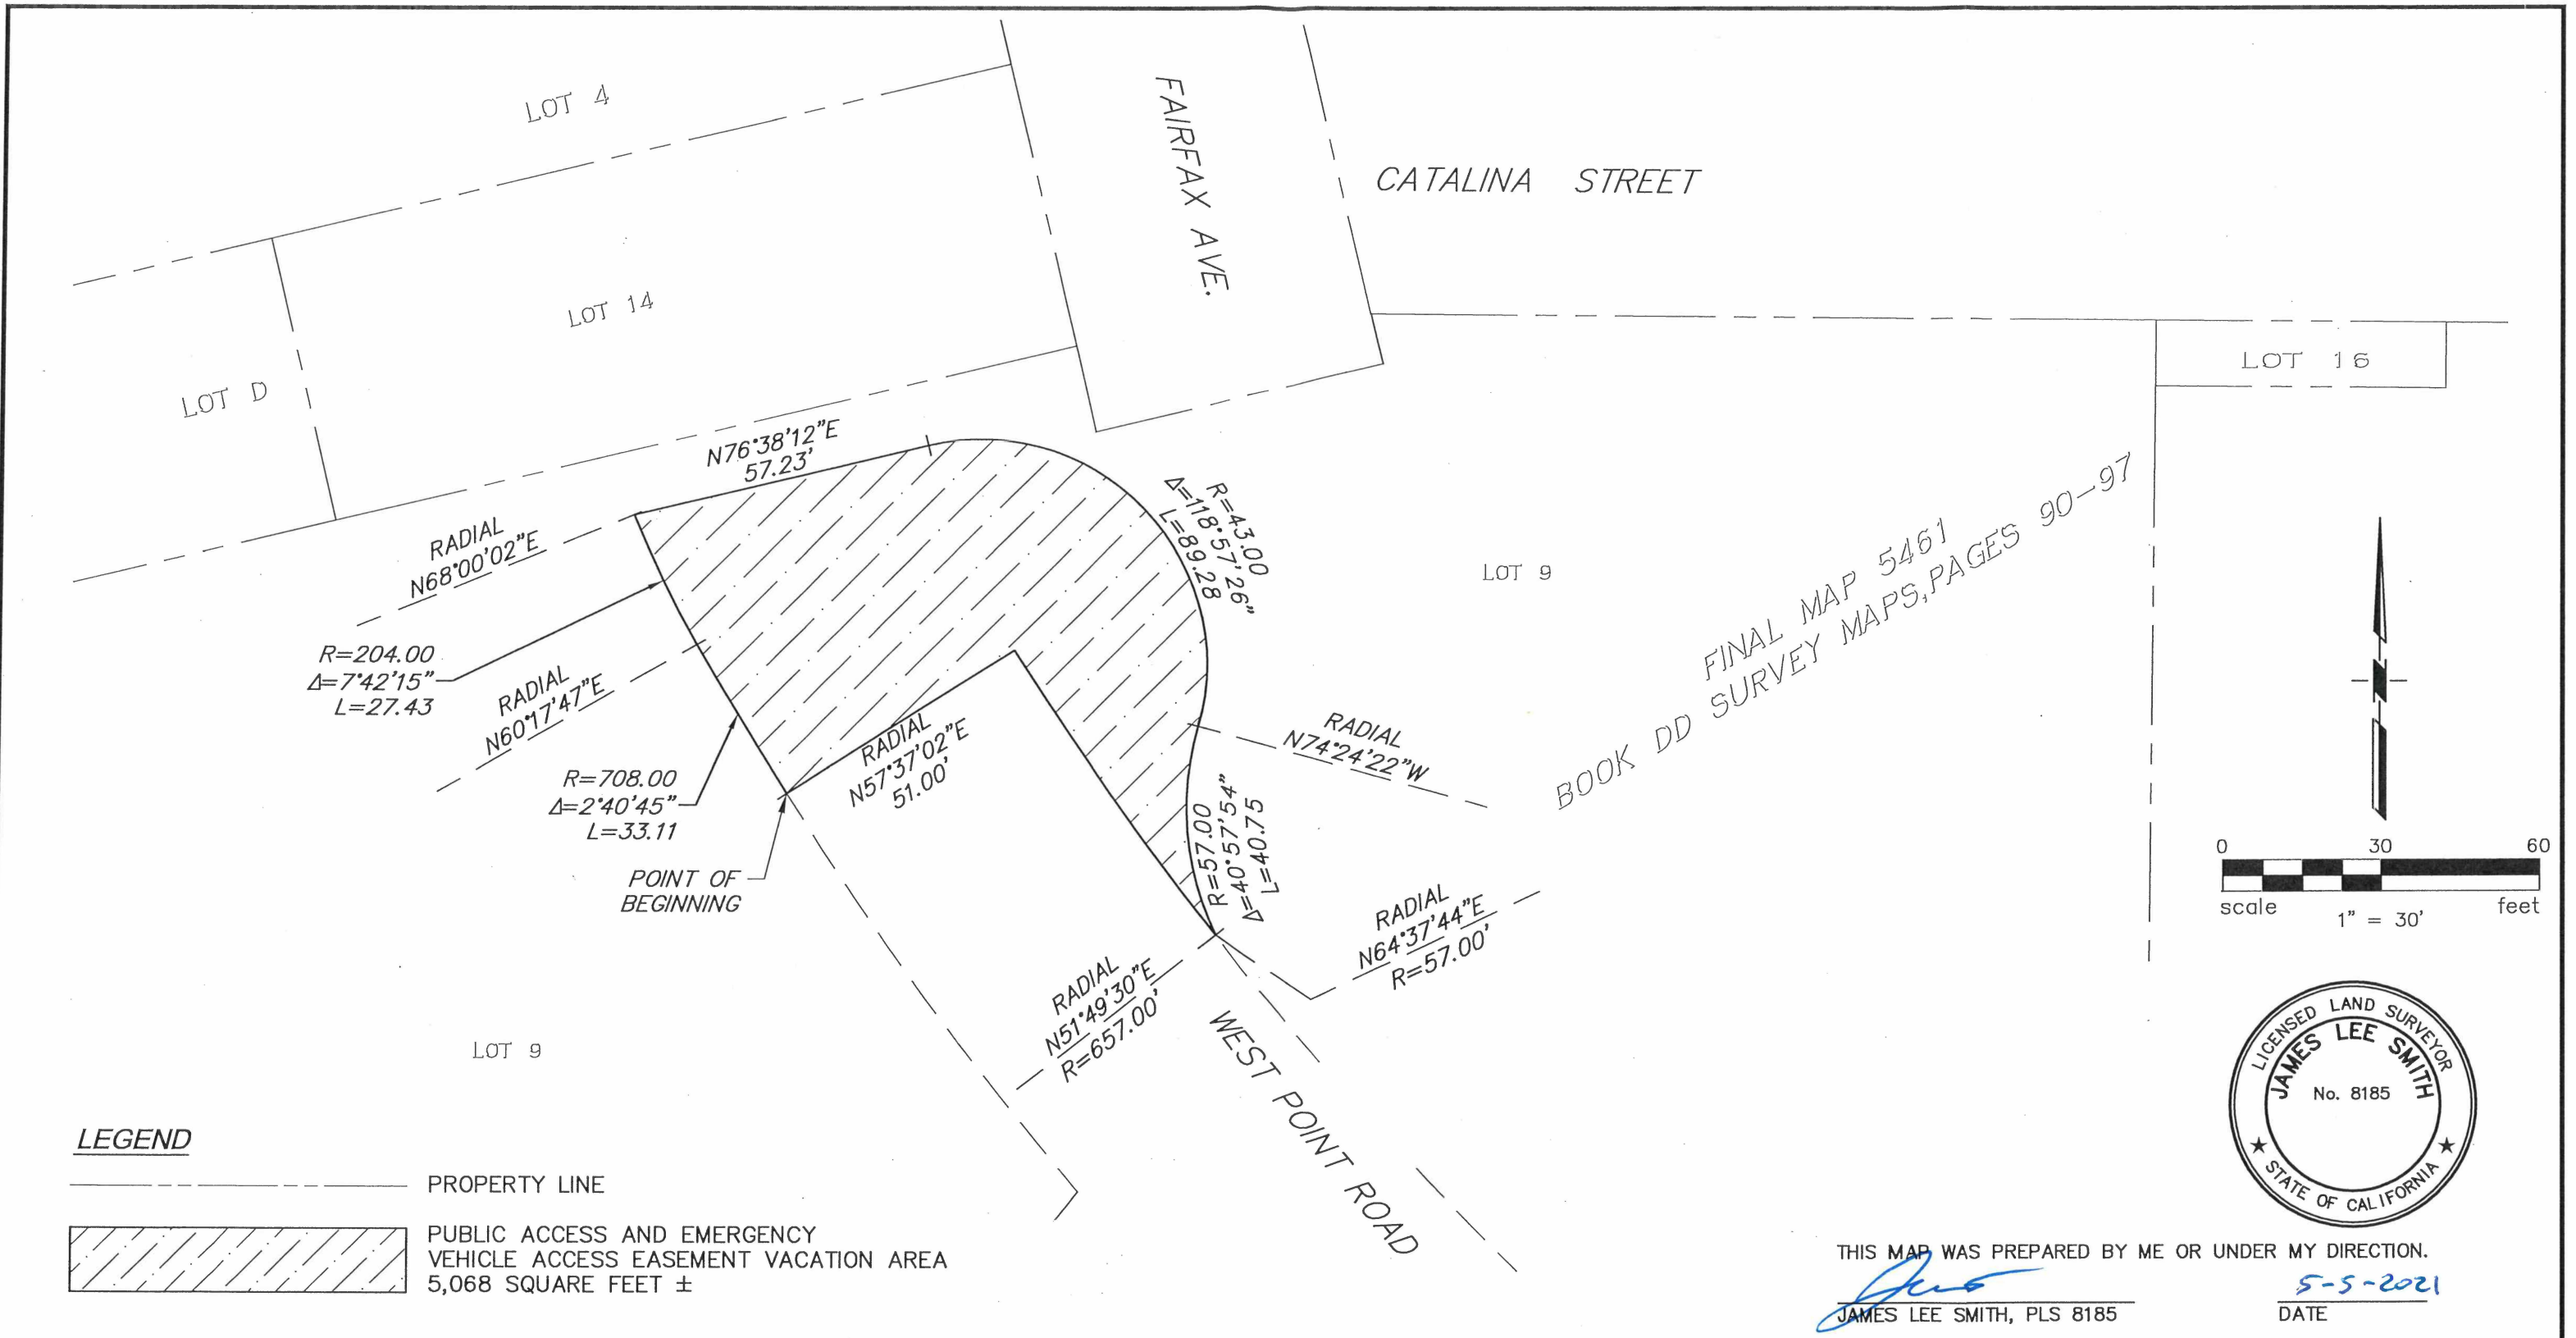 LOT 4
FAIRFAX AVE.
CATALINA STREET
LOT 14
LOT D
LOT 16
N76°38'12"E
57.23'
RADIAL
N68°00'02"E
R=43.00
Δ=118°57'26"
L=89.28
LOT 9
FINAL MAP 5461
BOOK DD SURVEY MAPS,PAGES 90-97
R=204.00
Δ=7°42'15"
L=27.43
RADIAL
N60°17'47"E
RADIAL
N57°37'02"E
51.00'
RADIAL
N74°24'22"W
R=708.00
Δ=2°40'45"
L=33.11
R=57.00
Δ=40°57'54"
L=40.75
POINT OF
BEGINNING
RADIAL
N64°37'44"E
R=57.00'
RADIAL
N51°49'30"E
R=657.00'
WEST POINT ROAD
LOT 9
N
0 30 60
scale feet
1" = 30'
LICENSED LAND SURVEYOR
JAMES LEE SMITH
No. 8185
STATE OF CALIFORNIA
LEGEND
PROPERTY LINE
PUBLIC ACCESS AND EMERGENCY
VEHICLE ACCESS EASEMENT VACATION AREA
5,068 SQUARE FEET ±
THIS MAP WAS PREPARED BY ME OR UNDER MY DIRECTION.
5-5-2021
JAMES LEE SMITH, PLS 8185 DATE